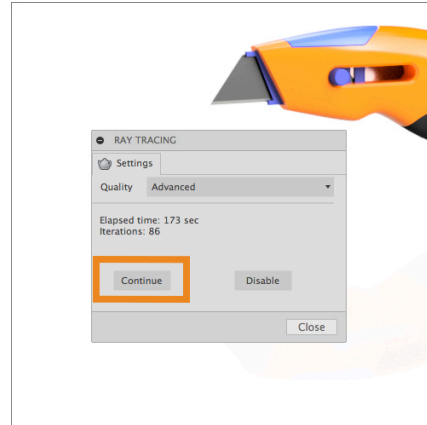 RAY TRACING
Settings
Quality Advanced
Elapsed time: 173 sec
Iterations: 86
Continue Disable
Close